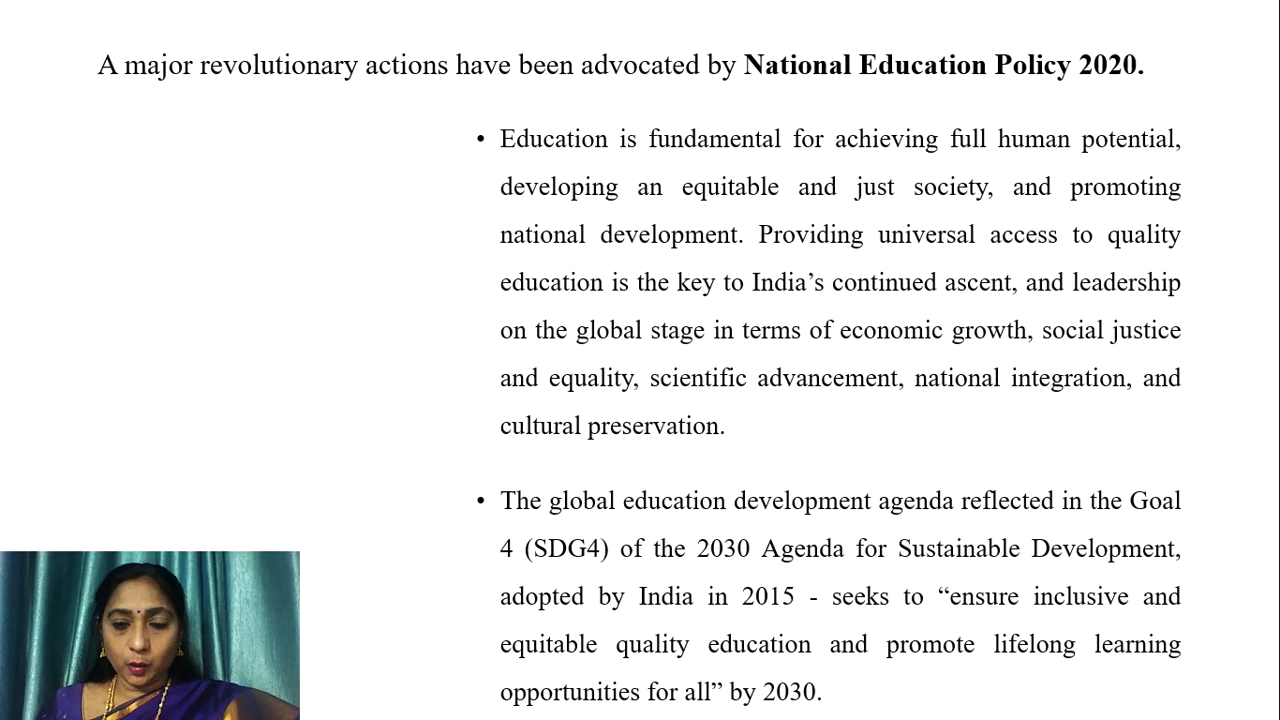 A major revolutionary actions have been advocated by National Education Policy 2020.
• Education is fundamental for achieving full human potential,
developing an equitable and just society, and promoting
national development. Providing universal access to quality
education is the key to India’s continued ascent, and leadership
on the global stage in terms of economic growth, social justice
and equality, scientific advancement, national integration, and
cultural preservation.
• The global education development agenda reflected in the Goal
4 (SDG4) of the 2030 Agenda for Sustainable Development,
adopted by India in 2015 - seeks to “ensure inclusive and
equitable quality education and promote lifelong learning
opportunities for all” by 2030.